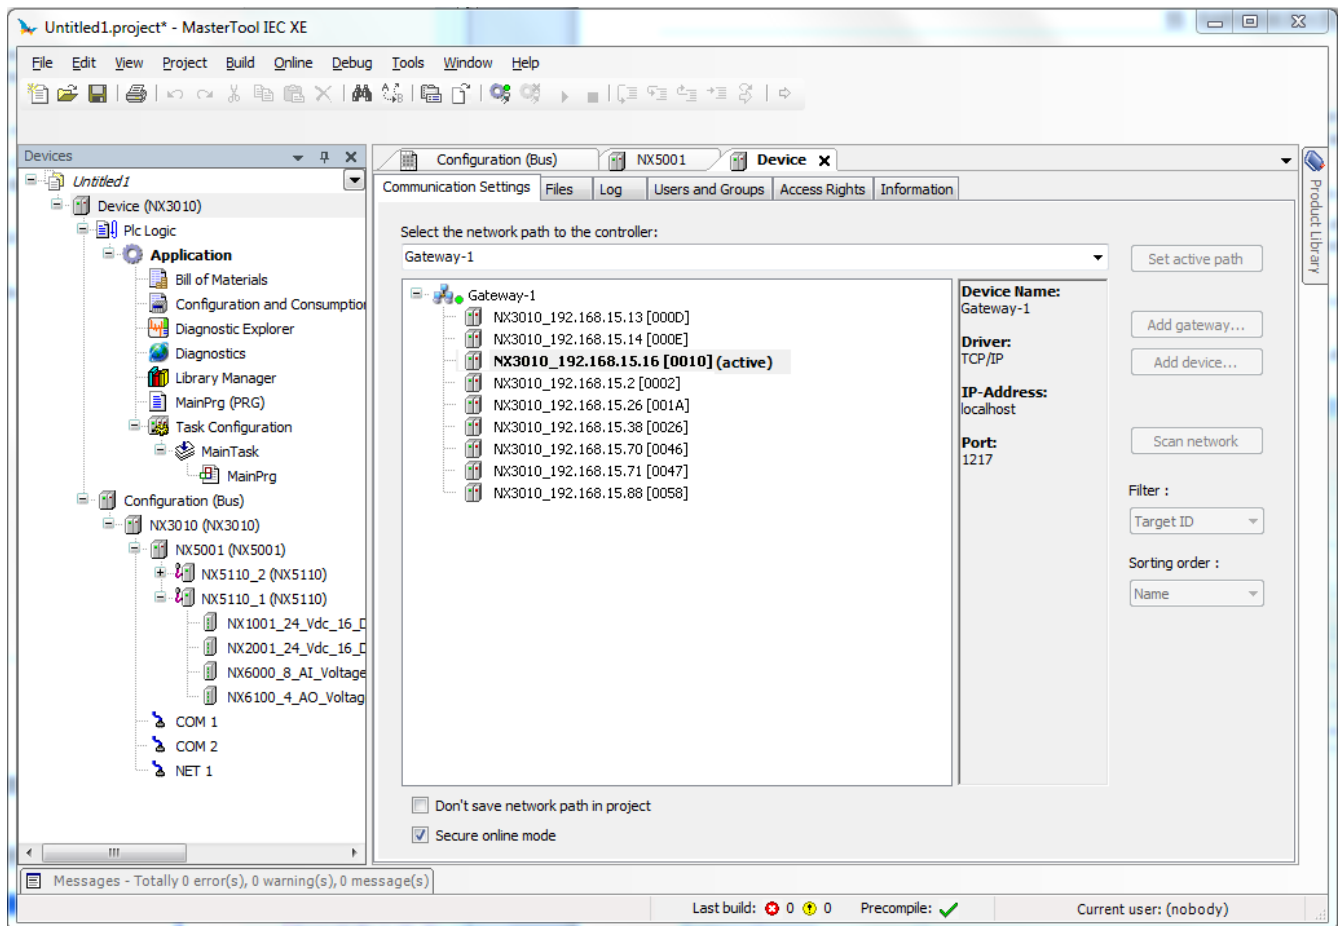 Untitled1.project* - MasterTool IEC XE
File Edit View Project Build Online Debug Tools Window Help
Devices
Untitled1
Device (NX3010)
Plc Logic
Application
Bill of Materials
Configuration and Consumption
Diagnostic Explorer
Diagnostics
Library Manager
MainPrg (PRG)
Task Configuration
MainTask
MainPrg
Configuration (Bus)
NX3010 (NX3010)
NX5001 (NX5001)
NX5110_2 (NX5110)
NX5110_1 (NX5110)
NX1001_24_Vdc_16_D
NX2001_24_Vdc_16_D
NX6000_8_AI_Voltage
NX6100_4_AO_Voltag
COM 1
COM 2
NET 1
Configuration (Bus) NX5001 Device
Communication Settings Files Log Users and Groups Access Rights Information
Select the network path to the controller:
Gateway-1
Set active path
Gateway-1
NX3010_192.168.15.13 [000D]
NX3010_192.168.15.14 [000E]
NX3010_192.168.15.16 [0010] (active)
NX3010_192.168.15.2 [0002]
NX3010_192.168.15.26 [001A]
NX3010_192.168.15.38 [0026]
NX3010_192.168.15.70 [0046]
NX3010_192.168.15.71 [0047]
NX3010_192.168.15.88 [0058]
Device Name:
Gateway-1
Driver:
TCP/IP
IP-Address:
localhost
Port:
1217
Add gateway...
Add device...
Scan network
Filter :
Target ID
Sorting order :
Name
Don't save network path in project
Secure online mode
Product Library
Messages - Totally 0 error(s), 0 warning(s), 0 message(s)
Last build: 0 0 Precompile: Current user: (nobody)